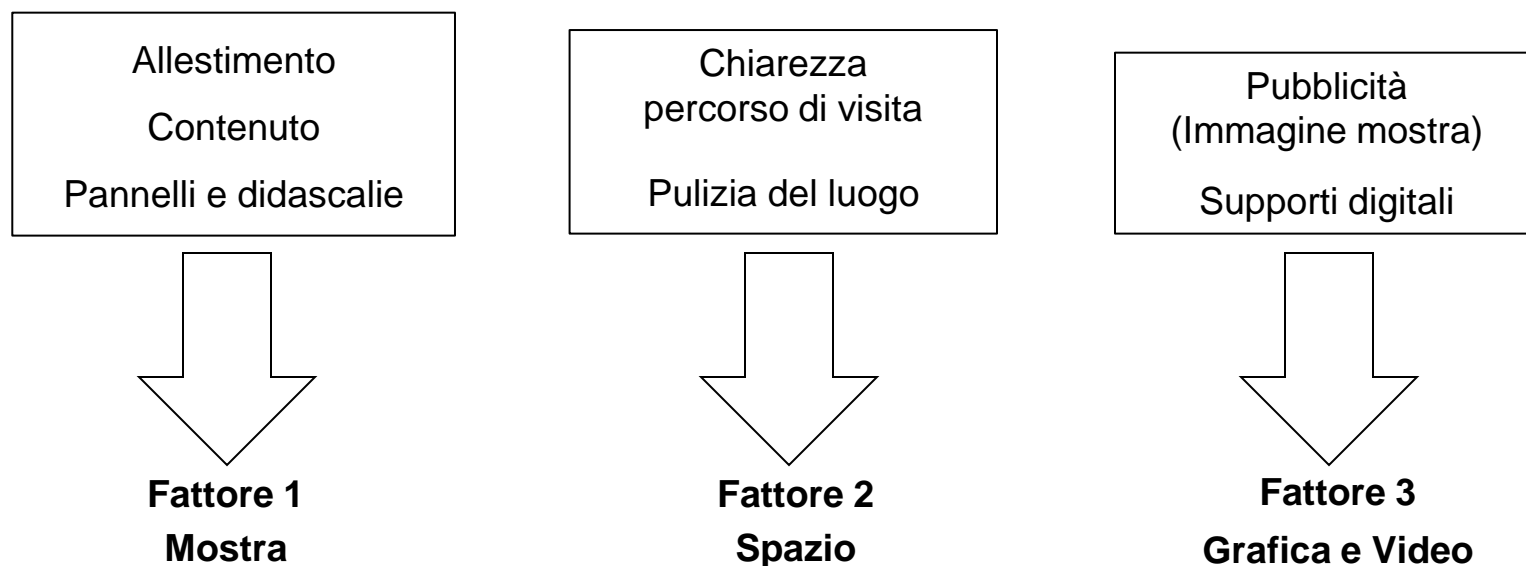 Allestimento
Contenuto
Pannelli e didascalie
Fattore 1
Mostra
Chiarezza
percorso di visita
Pulizia del luogo
Fattore 2
Spazio
Pubblicità
(Immagine mostra)
Supporti digitali
Fattore 3
Grafica e Video